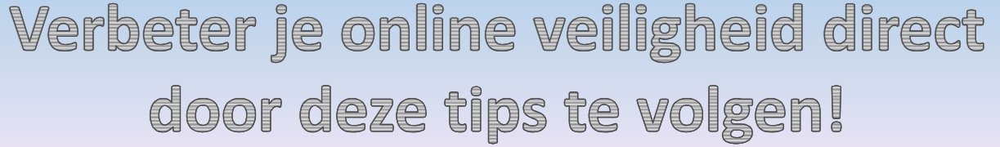 Verbeter je online veiligheid direct
door deze tips te volgen!